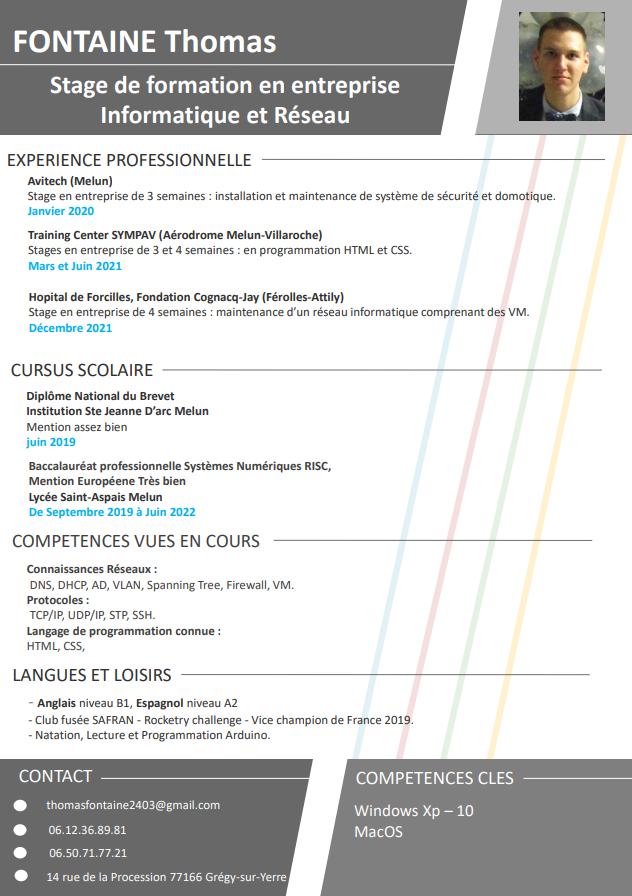 FONTAINE Thomas
Stage de formation en entreprise
Informatique et Réseau
EXPERIENCE PROFESSIONNELLE
Avitech (Melun)
Stage en entreprise de 3 semaines : installation et maintenance de système de sécurité et domotique.
Janvier 2020
Training Center SYMPAV (Aérodrome Melun-Villaroche)
Stages en entreprise de 3 et 4 semaines : en programmation HTML et CSS.
Mars et Juin 2021
Hopital de Forcilles, Fondation Cognacq-Jay (Férolles-Attily)
Stage en entreprise de 4 semaines : maintenance d'un réseau informatique comprenant des VM.
Décembre 2021
CURSUS SCOLAIRE
Diplôme National du Brevet
Institution Ste Jeanne D'arc Melun
Mention assez bien
juin 2019
Baccalauréat professionnelle Systèmes Numériques RISC,
Mention Européene Très bien
Lycée Saint-Aspais Melun
De Septembre 2019 à Juin 2022
COMPETENCES VUES EN COURS
Connaissances Réseaux :
DNS, DHCP, AD, VLAN, Spanning Tree, Firewall, VM.
Protocoles :
TCP/IP, UDP/IP, STP, SSH.
Langage de programmation connue :
HTML, CSS,
LANGUES ET LOISIRS
- Anglais niveau B1, Espagnol niveau A2
- Club fusée SAFRAN - Rocketry challenge - Vice champion de France 2019.
- Natation, Lecture et Programmation Arduino.
CONTACT
thomasfontaine2403@gmail.com
06.12.36.89.81
06.50.71.77.21
14 rue de la Procession 77166 Grégy-sur-Yerre
COMPETENCES CLES
Windows Xp – 10
MacOS